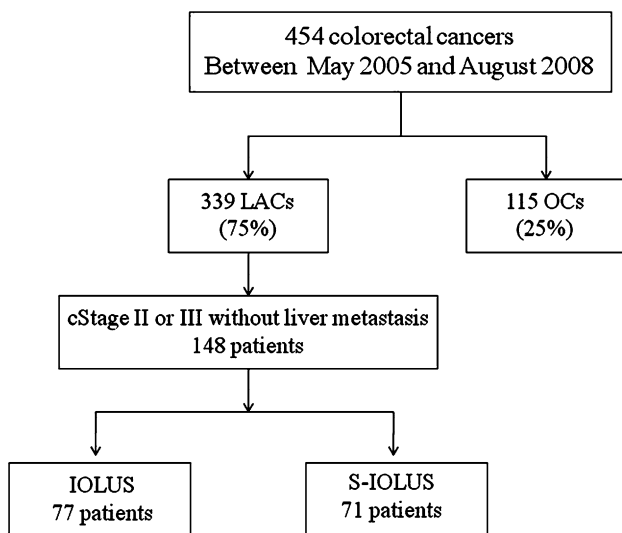 454 colorectal cancers
Between May 2005 and August 2008
339 LACs
(75%)
115 OCs
(25%)
cStage II or III without liver metastasis
148 patients
IOLUS
77 patients
S-IOLUS
71 patients